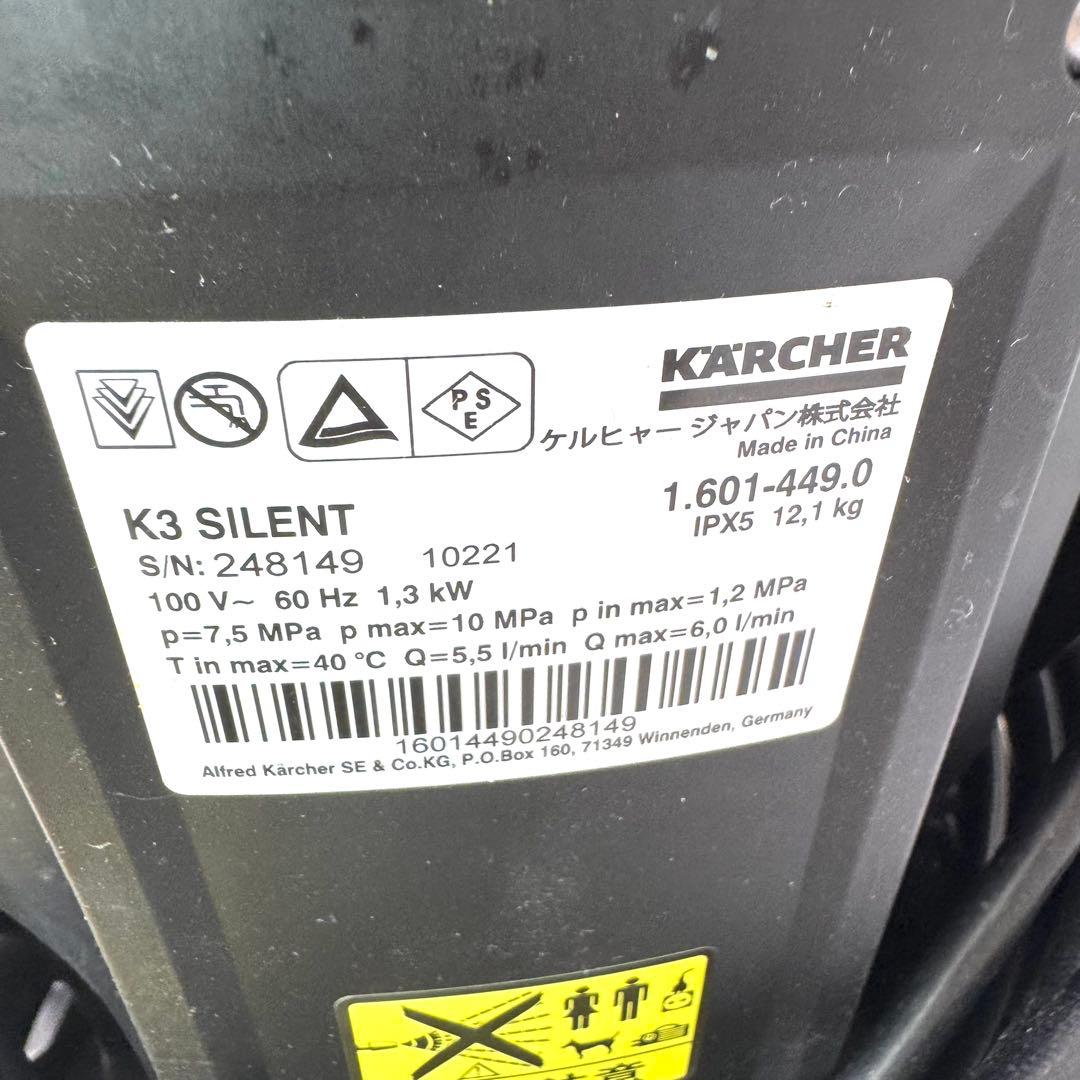 KÄRCHER
PSE
ケルヒャー ジャパン株式会社
Made in China
1.601-449.0
IPX5 12,1 kg
K3 SILENT
S/N: 248149 10221
100 V~ 60 Hz 1,3 kW
p=7,5 MPa p max=10 MPa p in max=1,2 MPa
T in max=40 °C Q=5,5 l/min Q max=6,0 l/min
16014490248149
Alfred Kärcher SE & Co.KG, P.O.Box 160, 71349 Winnenden, Germany
注意